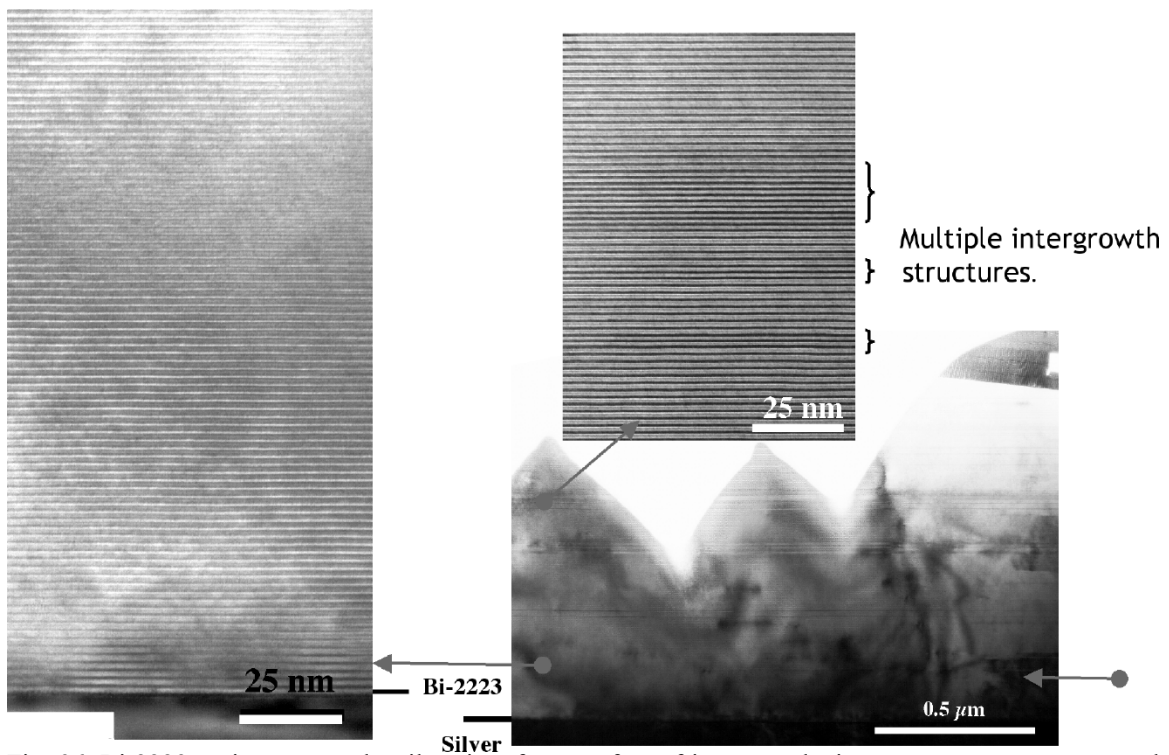 25 nm
Bi-2223
Silver
25 nm
Multiple intergrowth
structures.
0.5 µm